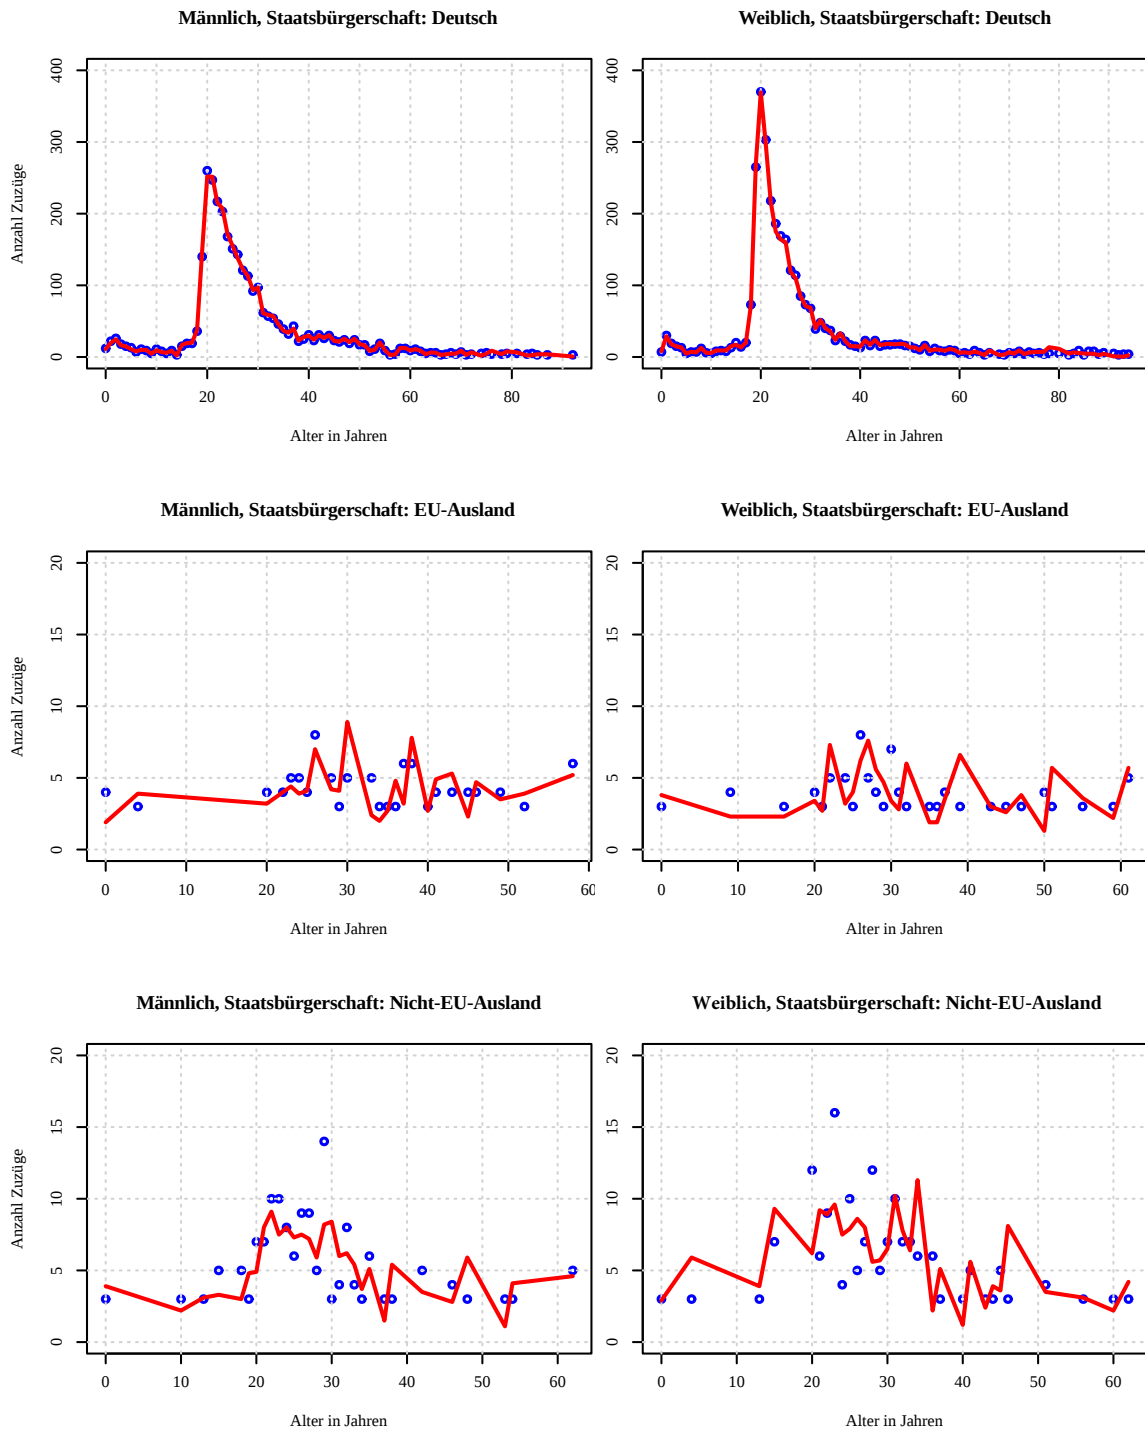 Männlich, Staatsbürgerschaft: Deutsch
Weiblich, Staatsbürgerschaft: Deutsch
Anzahl Zuzüge
400
300
200
100
0
0 20 40 60 80
Alter in Jahren
400
300
200
100
0
0 20 40 60 80
Alter in Jahren
Männlich, Staatsbürgerschaft: EU-Ausland
Weiblich, Staatsbürgerschaft: EU-Ausland
Anzahl Zuzüge
20
15
10
5
0
0 10 20 30 40 50 60
Alter in Jahren
20
15
10
5
0
0 10 20 30 40 50 60
Alter in Jahren
Männlich, Staatsbürgerschaft: Nicht-EU-Ausland
Weiblich, Staatsbürgerschaft: Nicht-EU-Ausland
Anzahl Zuzüge
20
15
10
5
0
0 10 20 30 40 50 60
Alter in Jahren
20
15
10
5
0
0 10 20 30 40 50 60
Alter in Jahren